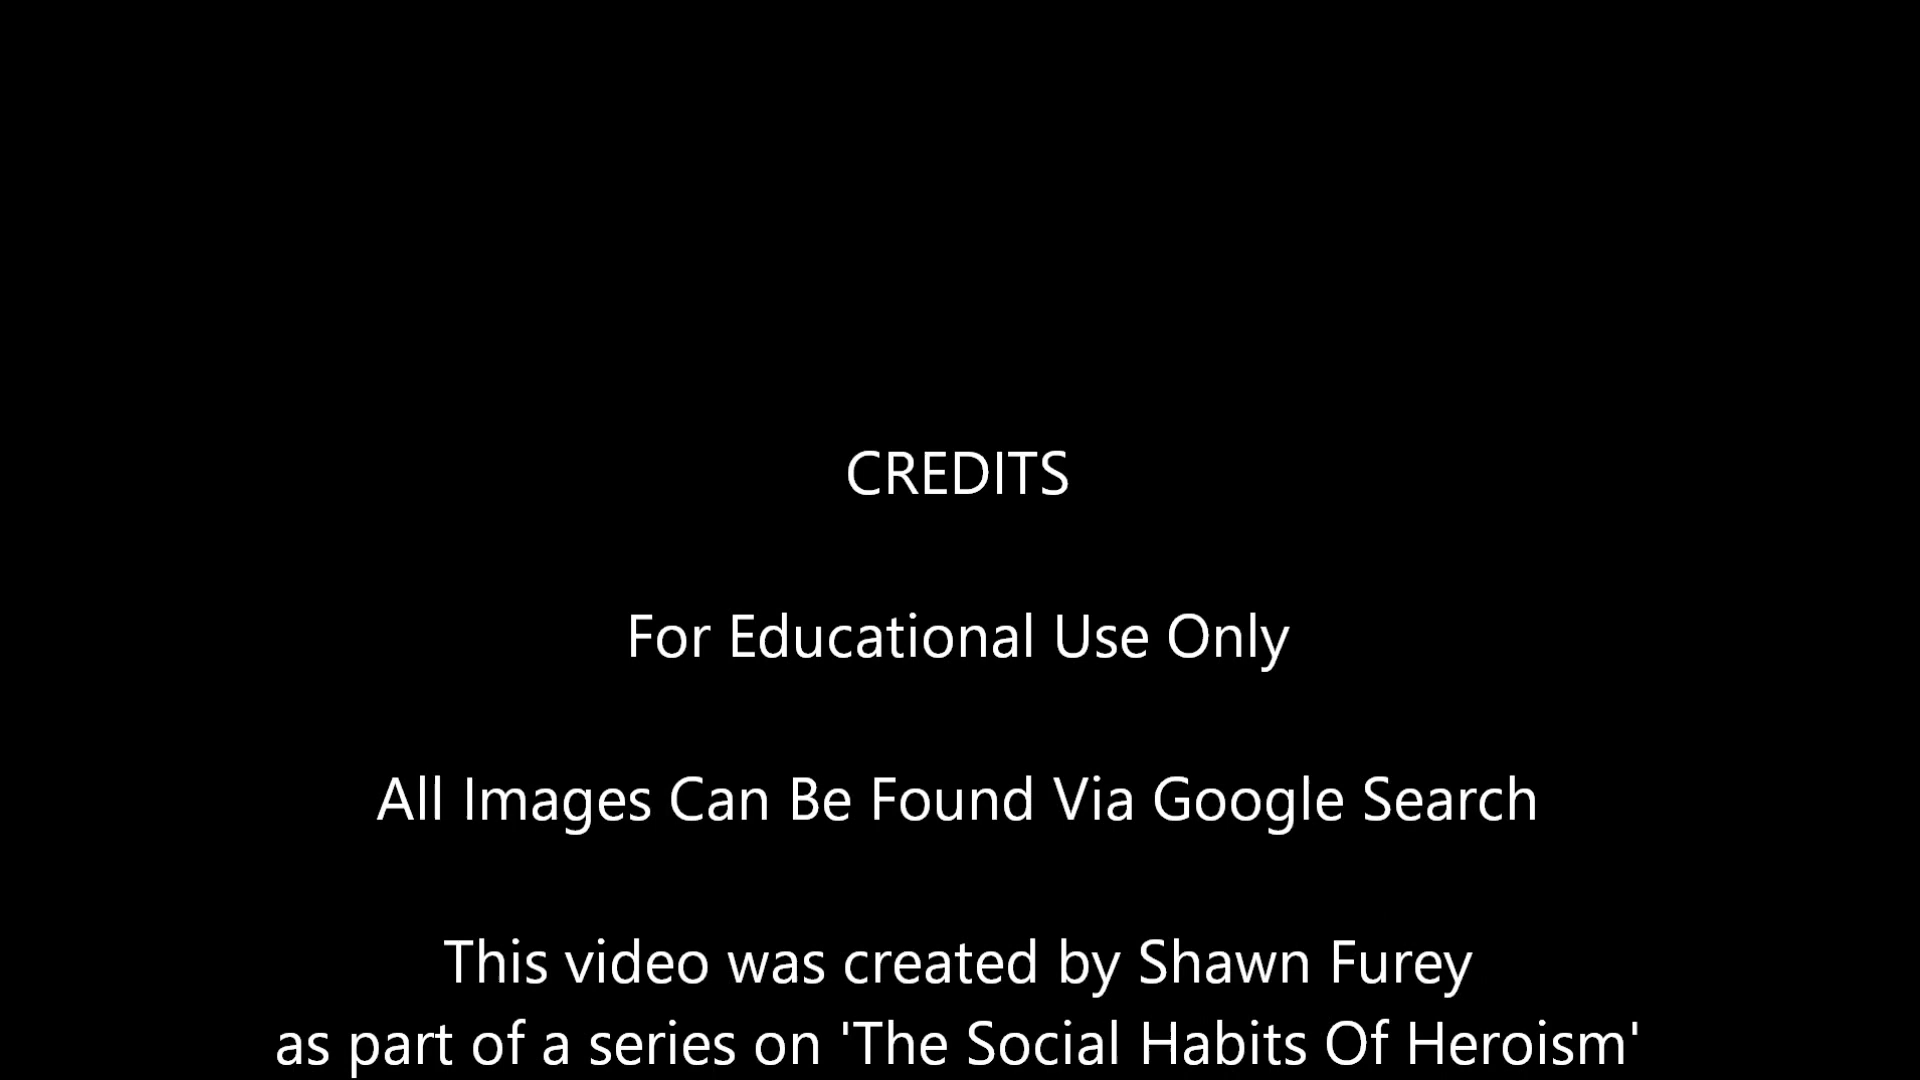 CREDITS
For Educational Use Only
All Images Can Be Found Via Google Search
This video was created by Shawn Furey
as part of a series on 'The Social Habits Of Heroism'